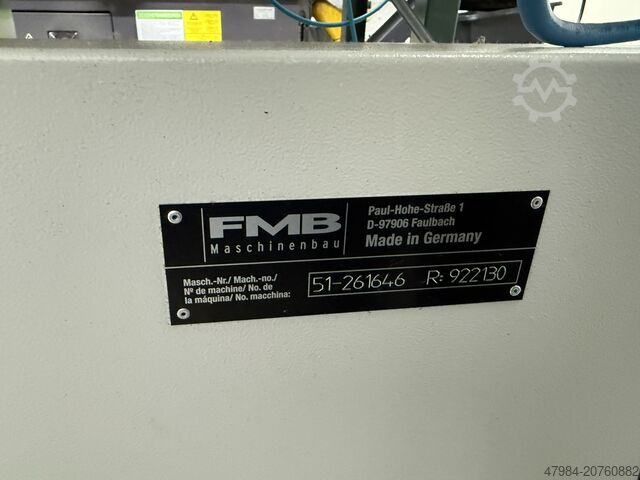 FMB
Maschinenbau
Paul-Hohe-Straße 1
D-97906 Faulbach
Made in Germany
Masch.-Nr./ Mach.-no./
Nº de machine/ No. de
la máquina/ No. macchina:
51-261646 R: 922130
47984-20760882